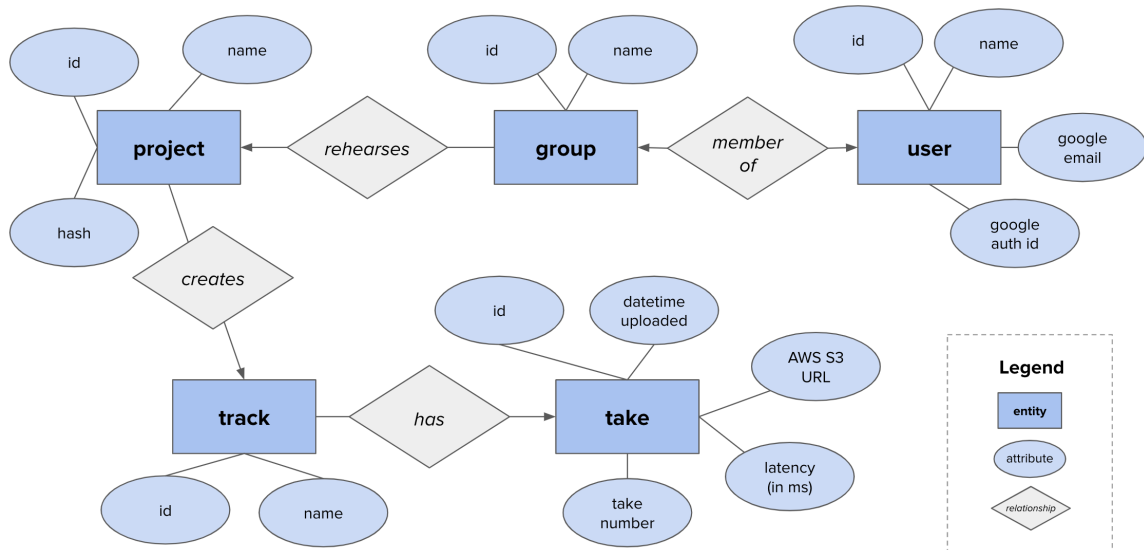 id
name
id
name
id
name
project
rehearses
group
member
of
user
google
email
hash
google
auth id
creates
id
datetime
uploaded
AWS S3
URL
track
has
take
latency
(in ms)
id
name
take
number
Legend
entity
attribute
relationship